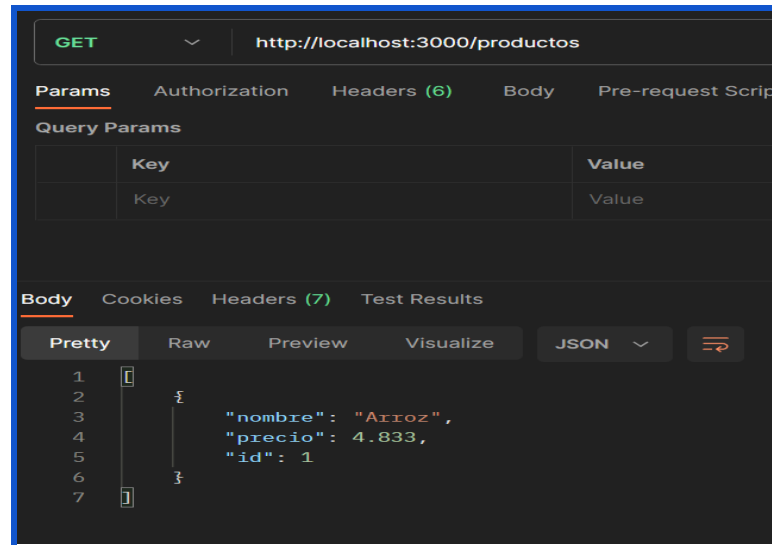 GET http://localhost:3000/productos
Params Authorization Headers (6) Body Pre-request Scrip
Query Params
Key Value
Key Value
Body Cookies Headers (7) Test Results
Pretty Raw Preview Visualize JSON
1 [
2 {
3 "nombre": "Arroz",
4 "precio": 4.833,
5 "id": 1
6 }
7 ]